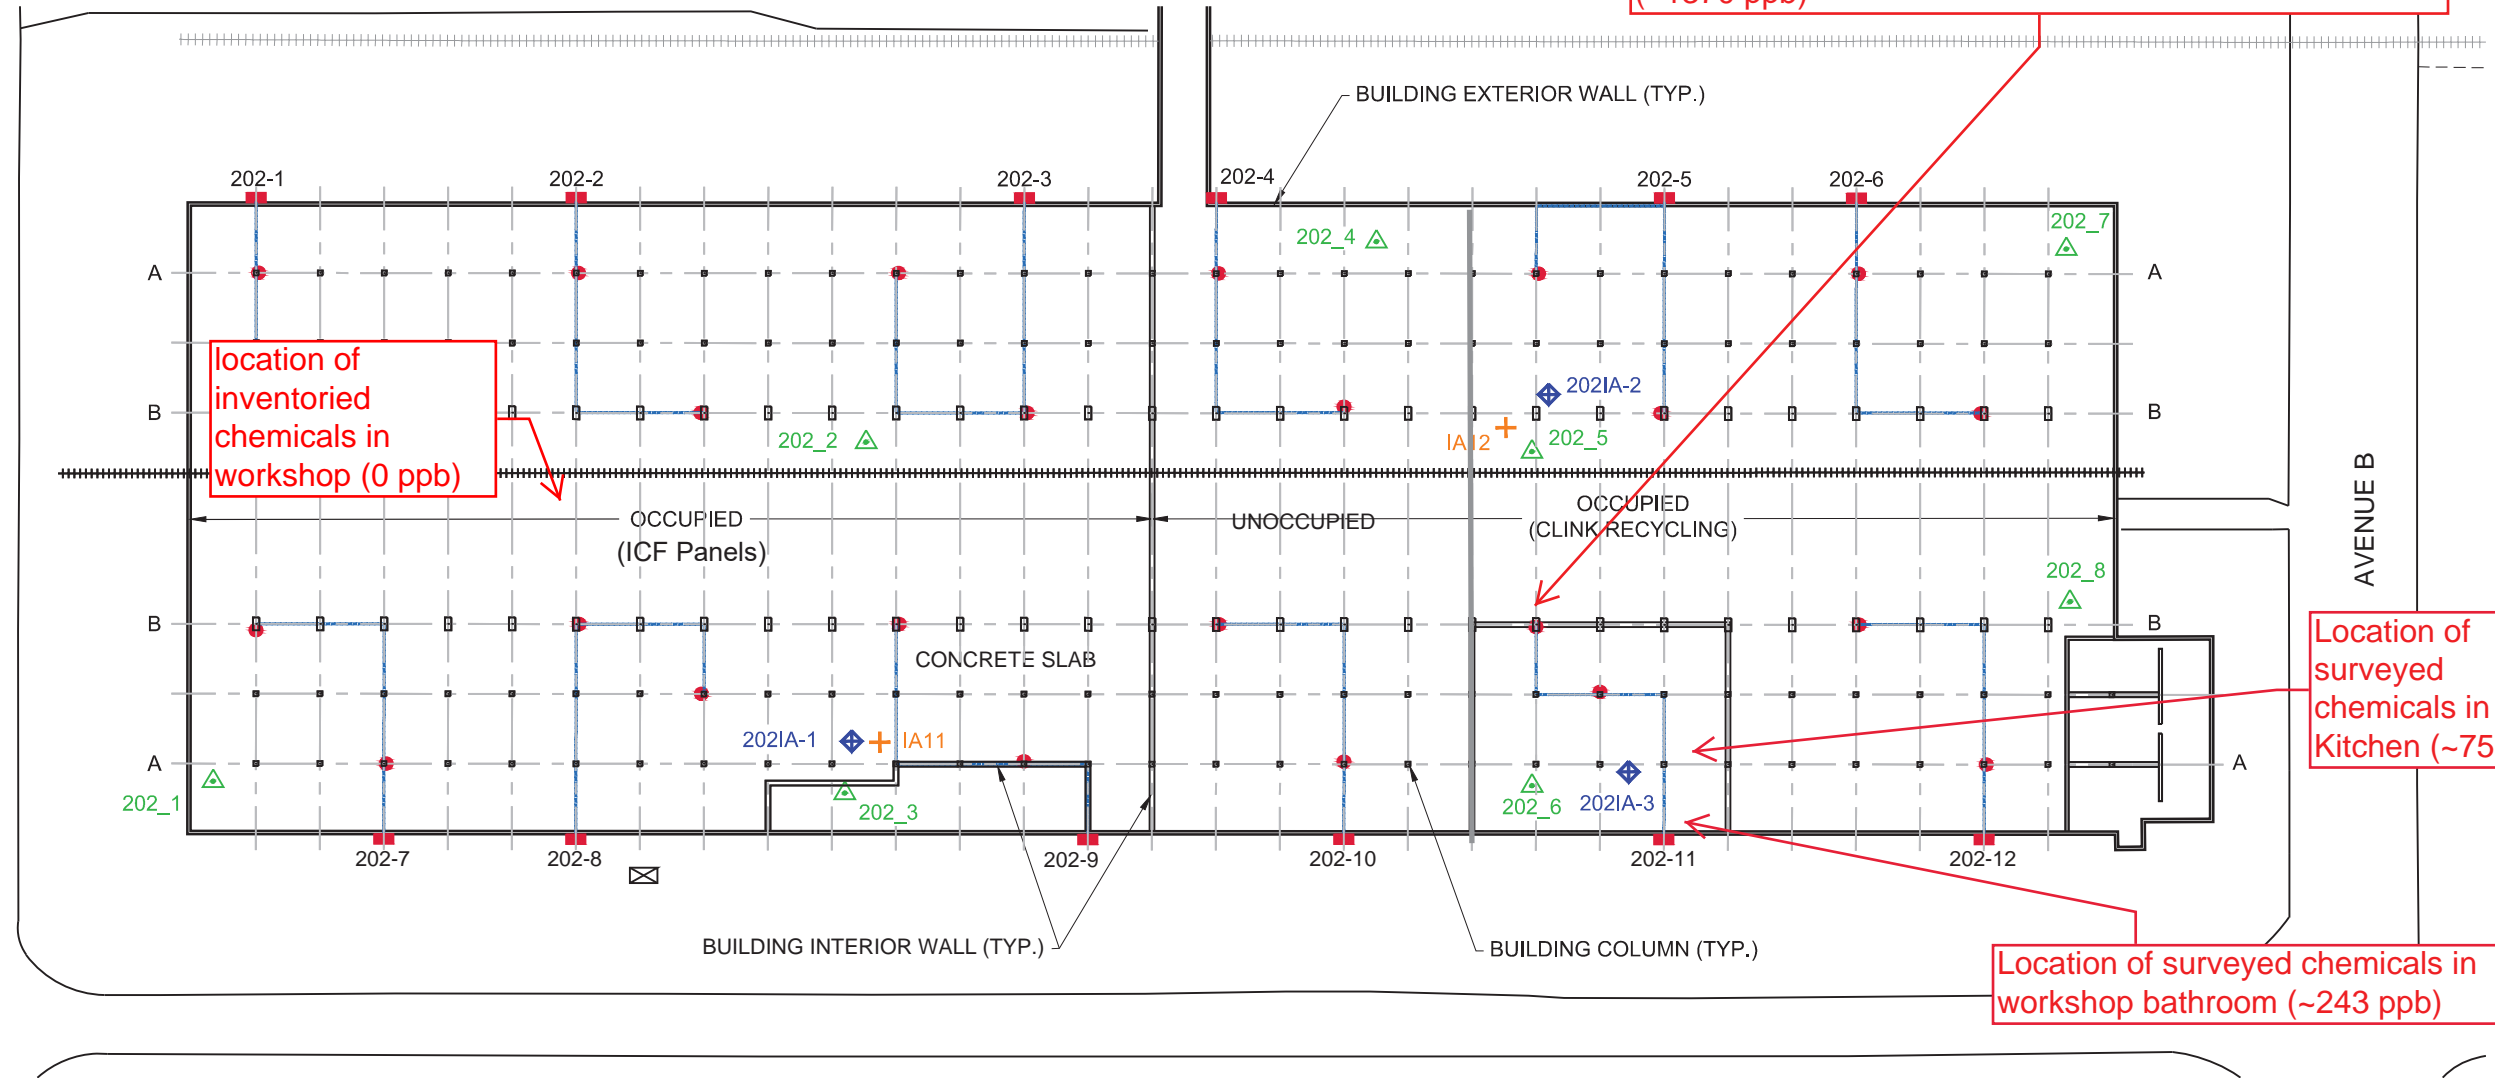 BUILDING EXTERIOR WALL (TYP.)
202-1
202-2
202-3
202-4
202-5
202-6
202_4
202_7
A
A
location of
inventoried
chemicals in
workshop (0 ppb)
202IA-2
B
B
202_2
IA12
202_5
OCCUPIED
(ICF Panels)
UNOCCUPIED
OCCUPIED
(CLINK RECYCLING)
AVENUE B
202_8
B
B
CONCRETE SLAB
Location of
surveyed
chemicals in
Kitchen (~75
202IA-1
IA11
A
A
202_1
202_3
202_6
202IA-3
202-7
202-8
202-9
202-10
202-11
202-12
BUILDING INTERIOR WALL (TYP.)
BUILDING COLUMN (TYP.)
Location of surveyed chemicals in
workshop bathroom (~243 ppb)